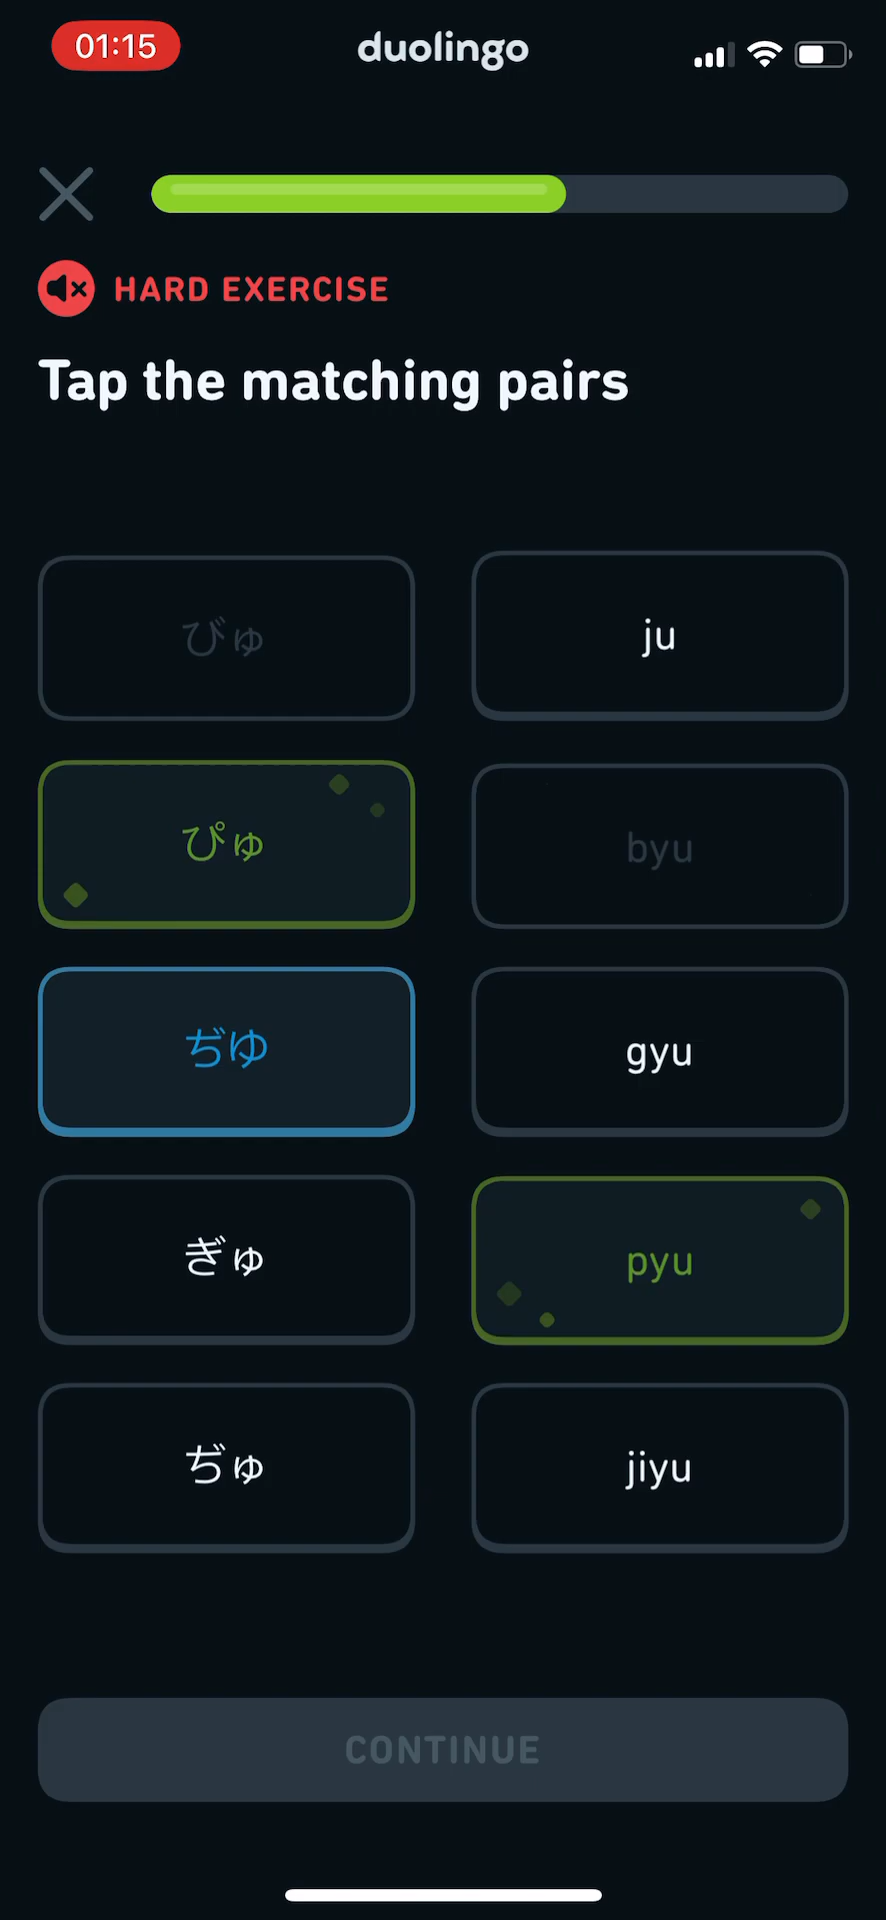 01:15
duolingo
HARD EXERCISE
Tap the matching pairs
びゅ
ju
ぴゅ
byu
ぢゆ
gyu
ぎゅ
pyu
ぢゅ
jiyu
CONTINUE